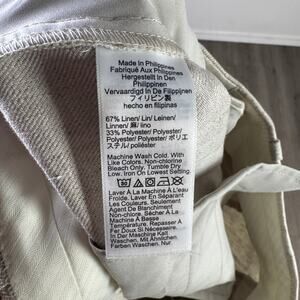 Made In Philippines
Fabriqué Aux Philippines
Hergestellt In Den
Philippinen
Vervaardigd In De Filippijnen
フィリピン製
hecho en filipinas
67% Linen/ Lin/ Leinen/
Linnen/ 麻/ lino
33% Polyester/ Polyester/
Polyester/ Polyester/ ポリエ
ステル/ poliéster
Machine Wash Cold. With
Like Colors. Non-chlorine
Bleach Only. Tumble Dry
Low. Iron On Lowest Setting.
Laver À La Machine À L'Eau
Froide. Laver En Séparant
Les Couleurs. Seulement
Agent De Blanchiment
Non-chlore. Sécher À La
Machine À Basse
Température. Repasser À
Fer Doux Si Nécessaire.
In Der Maschine Kalt
Waschen. Mit Ähnlichen
Farben Waschen. Nur